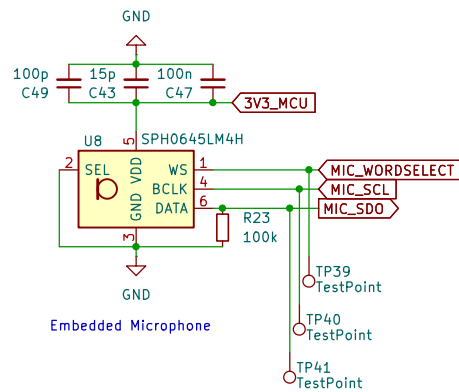 GND
100p
15p
100n
C49
C43
C47
3V3_MCU
U8
SPH0645LM4H
5
2
SEL
VDD
WS
1
MIC_WORDSELECT
BCLK
4
MIC_SCL
GND
DATA
6
MIC_SDO
3
R23
100k
GND
TP39
TestPoint
Embedded Microphone
TP40
TestPoint
TP41
TestPoint